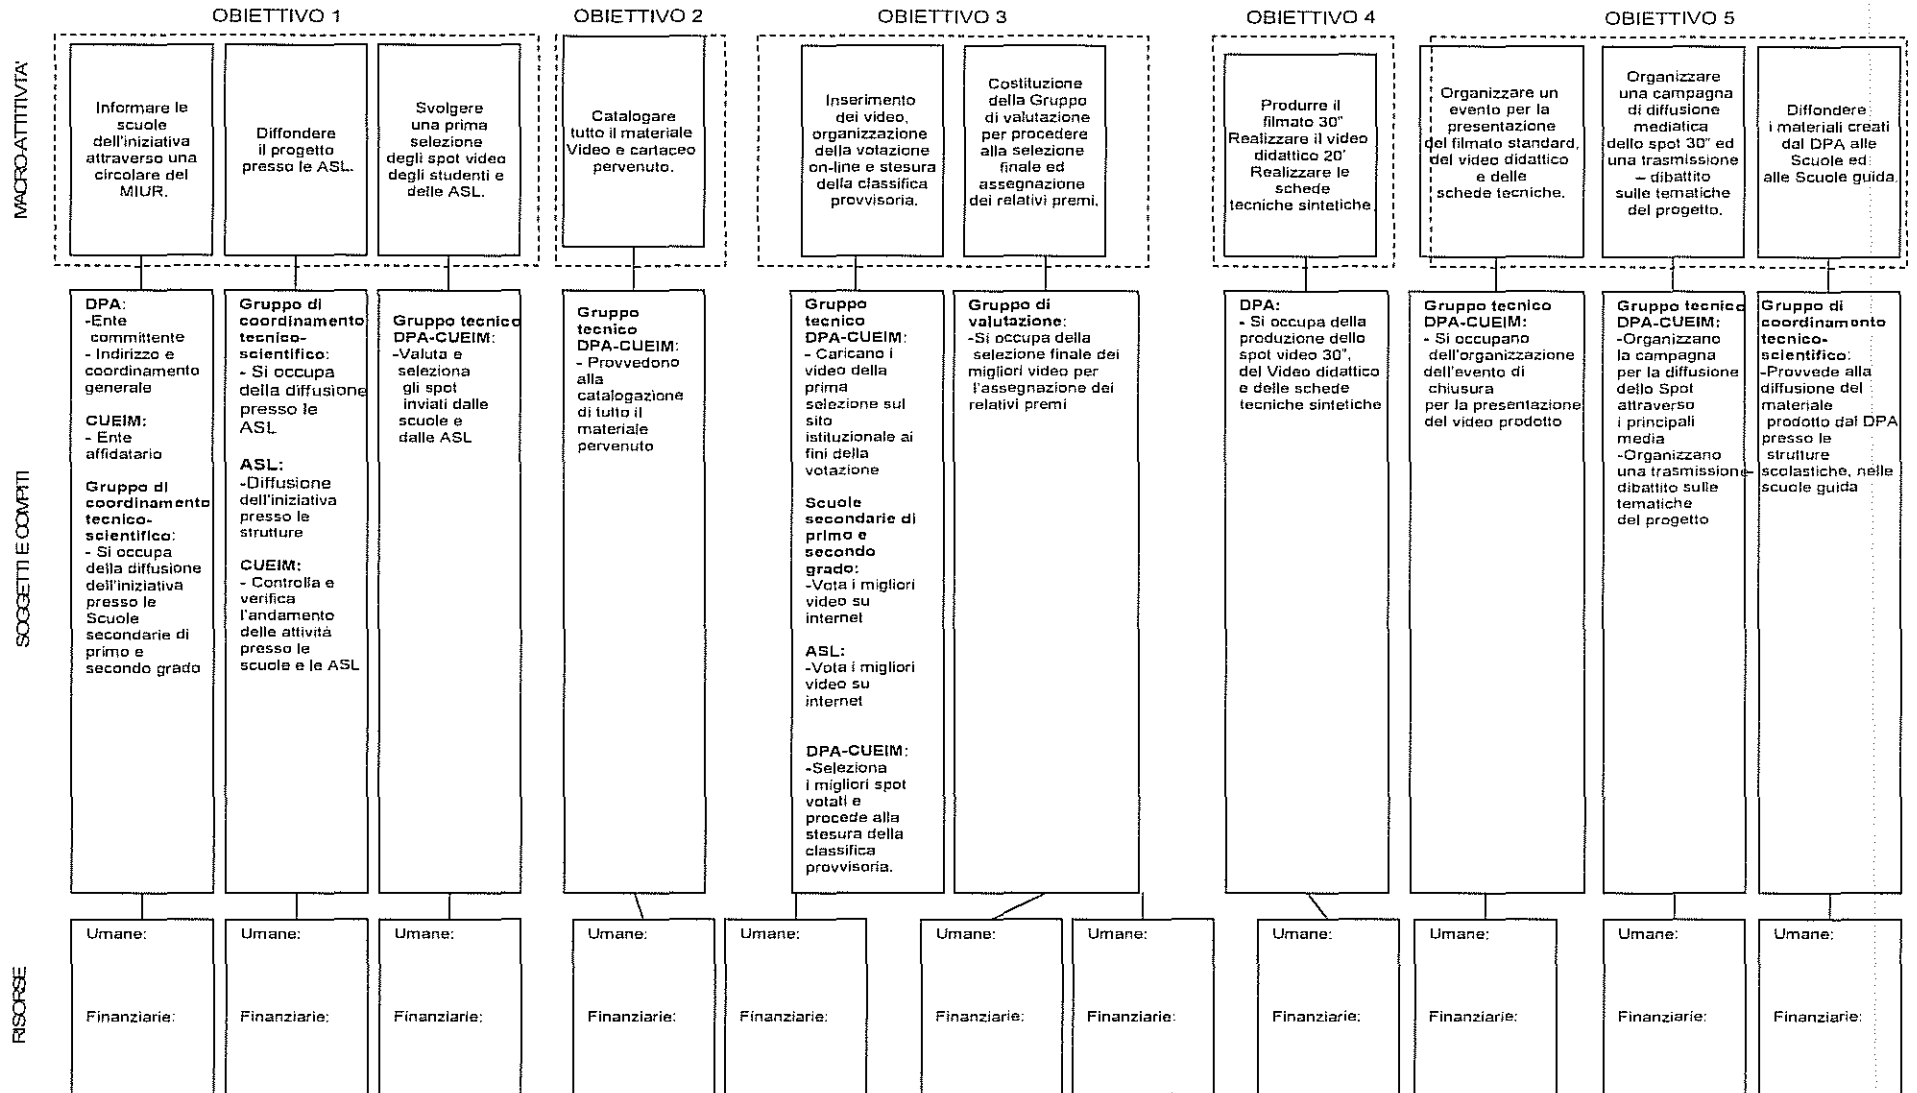 OBIETTIVO 1
OBIETTIVO 2
OBIETTIVO 3
OBIETTIVO 4
OBIETTIVO 5
MACRO-ATTIVITA'
Informare le
scuole
dell'iniziativa
attraverso una
circolare del
MIUR.
Diffondere
il progetto
presso le ASL.
Svolgere
una prima
selezione
degli spot video
degli studenti e
delle ASL.
Catalogare
tutto il materiale
Video e cartaceo
pervenuto.
Inserimento
dei video,
organizzazione
della votazione
on-line e stesura
della classifica
provvisoria.
Costituzione
della Gruppo
di valutazione
per procedere
alla selezione
finale ed
assegnazione
dei relativi premi.
Produrre il
filmato 30"
Realizzare il video
didattico 20'
Realizzare le
schede
tecniche sintetiche.
Organizzare un
evento per la
presentazione
del filmato standard,
del video didattico
e delle
schede tecniche.
Organizzare
una campagna
di diffusione
mediatica
dello spot 30" ed
una trasmissione
– dibattito
sulle tematiche
del progetto.
Diffondere
i materiali creati
dal DPA alle
Scuole ed
alle Scuole guida.
SOGGETTI E COMPITI
DPA:
-Ente
committente
- Indirizzo e
coordinamento
generale
CUEIM:
- Ente
affidatario
Gruppo di
coordinamento
tecnico-
scientifico:
- Si occupa
della diffusione
dell'iniziativa
presso le
Scuole
secondarie di
primo e
secondo grado
Gruppo di
coordinamento
tecnico-
scientifico:
- Si occupa
della diffusione
presso le
ASL
ASL:
-Diffusione
dell'iniziativa
presso le
strutture
CUEIM:
- Controlla e
verifica
l'andamento
delle attività
presso le
scuole e le ASL
Gruppo tecnico
DPA-CUEIM:
-Valuta e
seleziona
gli spot
inviati dalle
scuole e
dalle ASL
Gruppo
tecnico
DPA-CUEIM:
- Provvedono
alla
catalogazione
di tutto il
materiale
pervenuto
Gruppo
tecnico
DPA-CUEIM:
- Caricano i
video della
prima
selezione sul
sito
istituzionale ai
fini della
votazione
Scuole
secondarie di
primo e
secondo
grado:
-Vota i migliori
video su
internet
ASL:
-Vota i migliori
video su
internet
DPA-CUEIM:
-Seleziona
i migliori spot
votati e
procede alla
stesura della
classifica
provvisoria.
Gruppo di
valutazione:
-Si occupa della
selezione finale dei
migliori video per
l'assegnazione dei
relativi premi
DPA:
- Si occupa della
produzione dello
spot video 30",
del Video didattico
e delle schede
tecniche sintetiche
Gruppo tecnico
DPA-CUEIM:
- Si occupano
dell'organizzazione
dell'evento di
chiusura
per la presentazione
del video prodotto
Gruppo tecnico
DPA-CUEIM:
-Organizzano
la campagna
per la diffusione
dello Spot
attraverso
i principali
media
-Organizzano
una trasmissione–
dibattito sulle
tematiche
del progetto
Gruppo di
coordinamento
tecnico-
scientifico:
-Provvede alla
diffusione del
materiale
prodotto dal DPA
presso le
strutture
scolastiche, nelle
scuole guida
RISORSE
Umane:
Finanziarie:
Umane:
Finanziarie:
Umane:
Finanziarie:
Umane:
Finanziarie:
Umane:
Finanziarie:
Umane:
Finanziarie:
Umane:
Finanziarie:
Umane:
Finanziarie:
Umane:
Finanziarie:
Umane:
Finanziarie:
Umane:
Finanziarie: